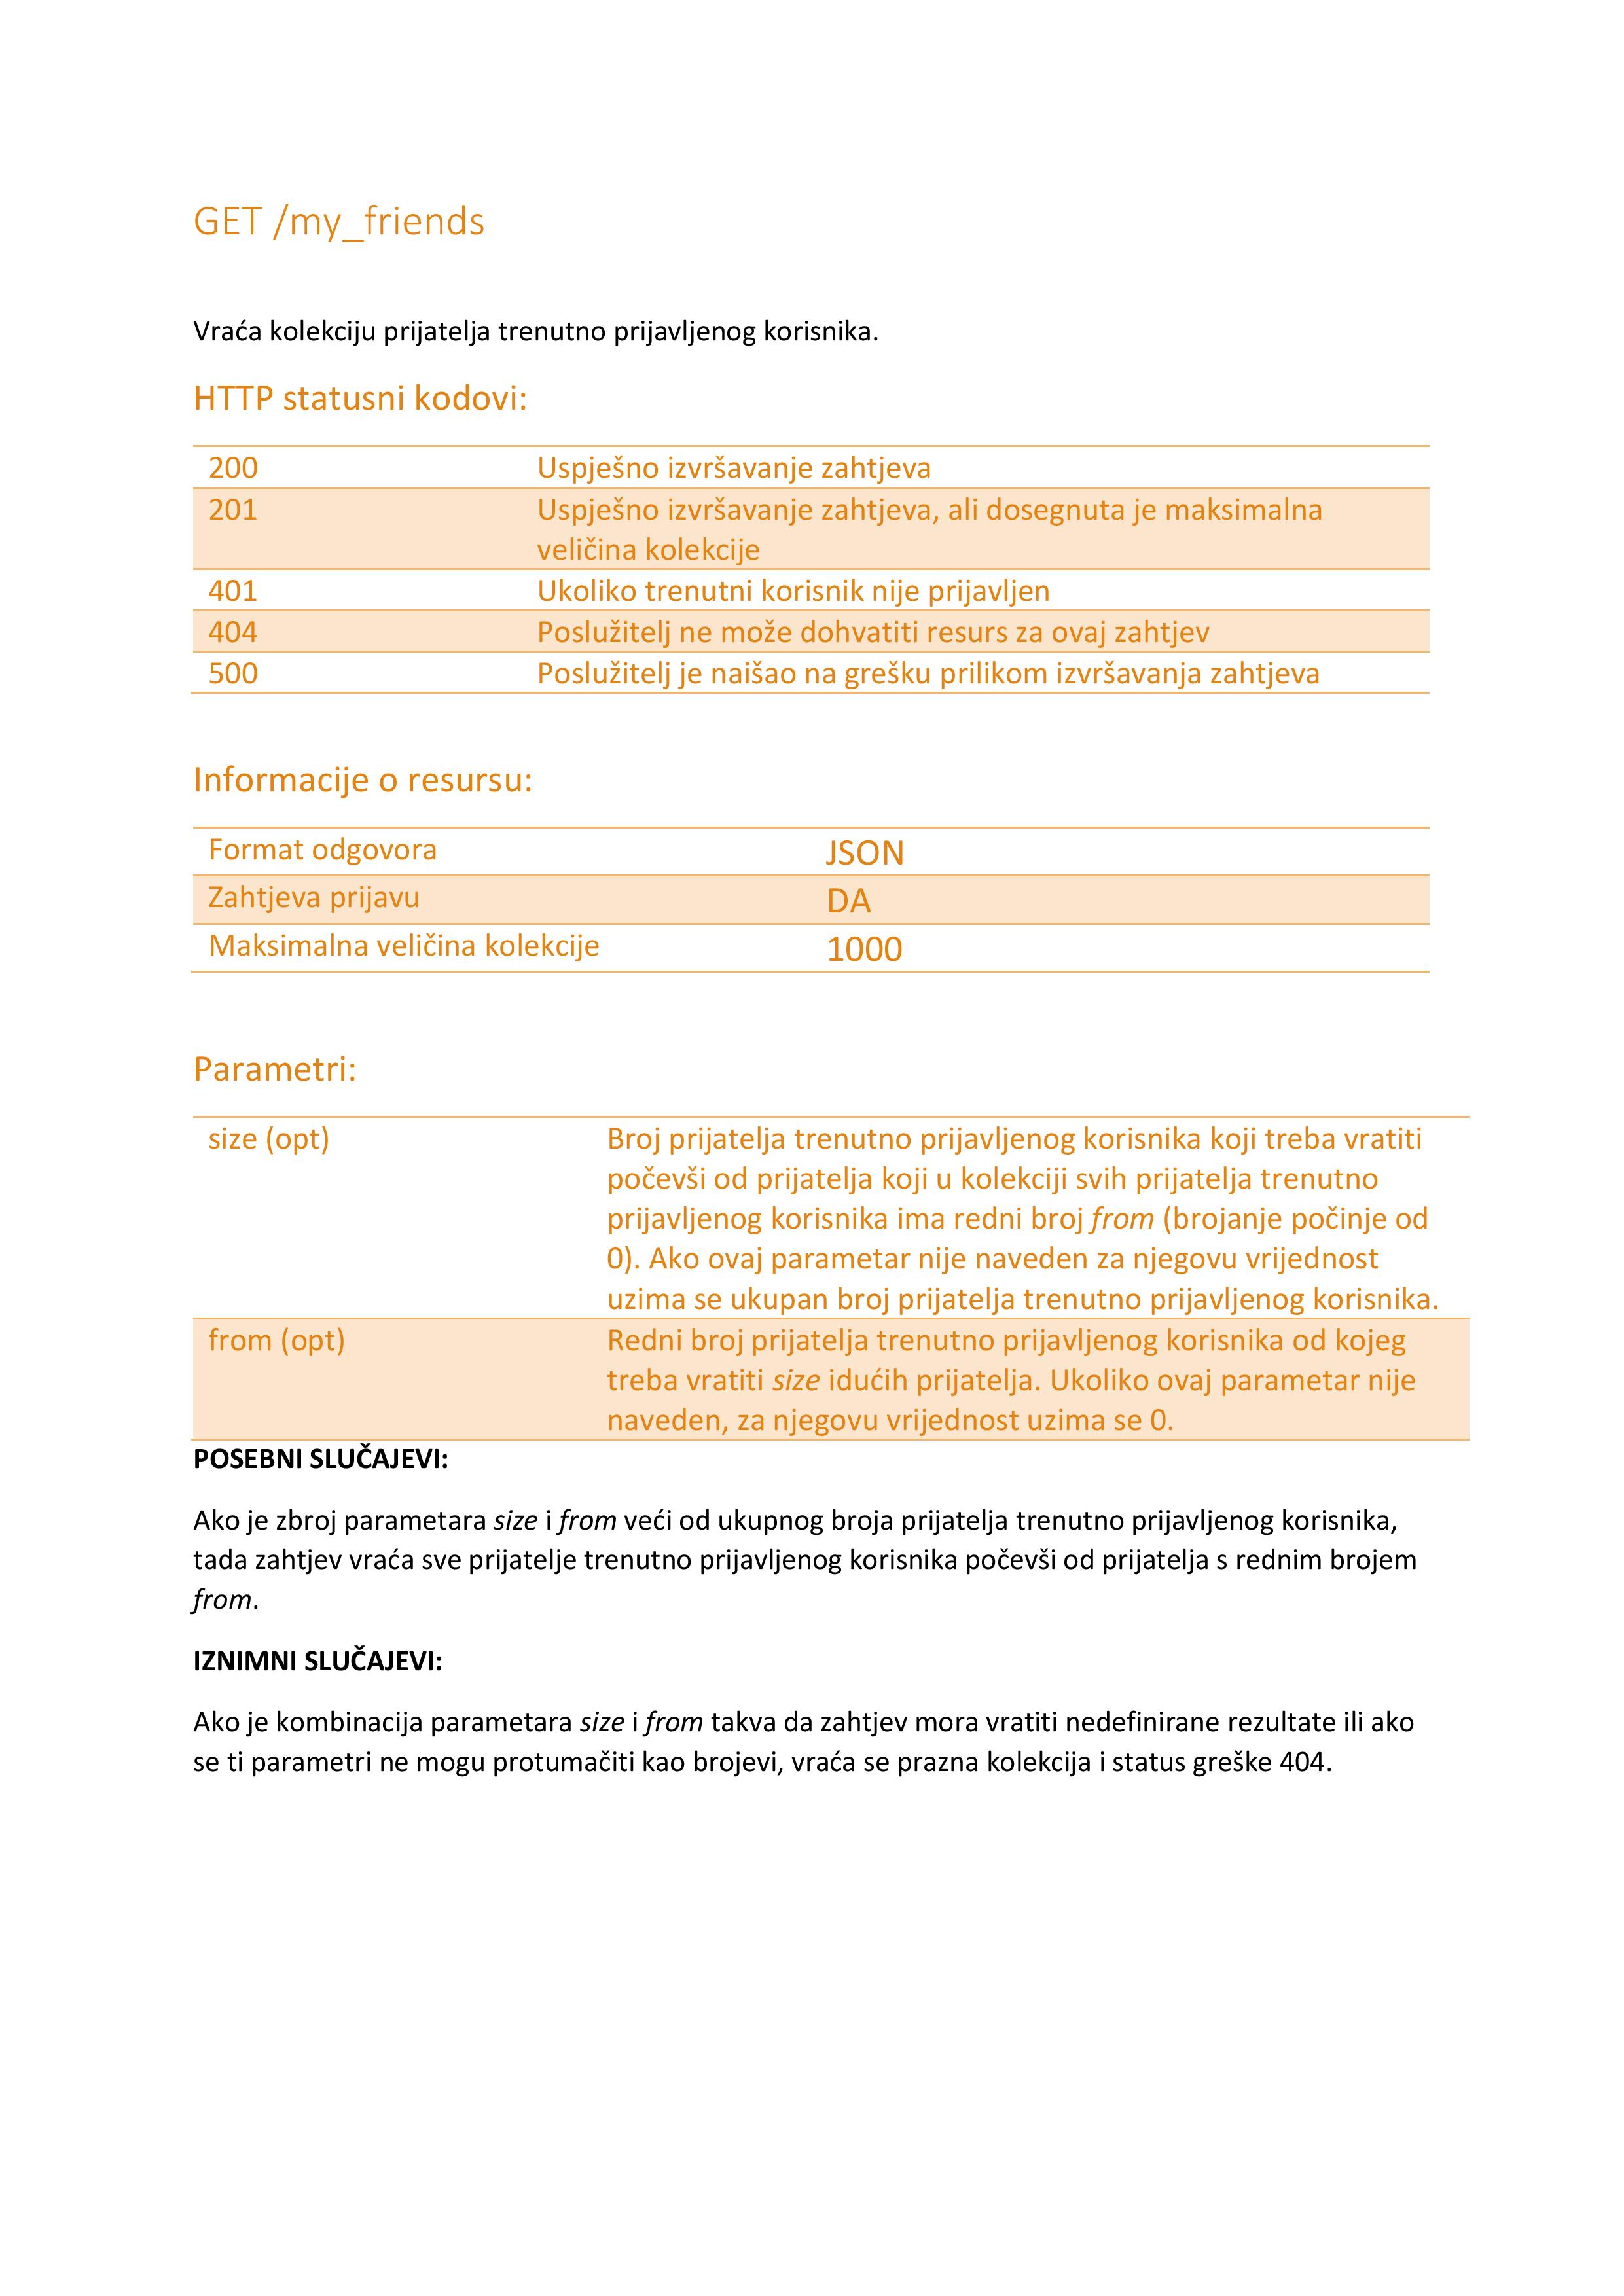 GET /my_friends
Vraća kolekciju prijatelja trenutno prijavljenog korisnika.
HTTP statusni kodovi:
200 Uspješno izvršavanje zahtjeva
201 Uspješno izvršavanje zahtjeva, ali dosegnuta je maksimalna
veličina kolekcije
401 Ukoliko trenutni korisnik nije prijavljen
404 Poslužitelj ne može dohvatiti resurs za ovaj zahtjev
500 Poslužitelj je naišao na grešku prilikom izvršavanja zahtjeva
Informacije o resursu:
Format odgovora JSON
Zahtjeva prijavu DA
Maksimalna veličina kolekcije 1000
Parametri:
size (opt) Broj prijatelja trenutno prijavljenog korisnika koji treba vratiti
počevši od prijatelja koji u kolekciji svih prijatelja trenutno
prijavljenog korisnika ima redni broj from (brojanje počinje od
0). Ako ovaj parametar nije naveden za njegovu vrijednost
uzima se ukupan broj prijatelja trenutno prijavljenog korisnika.
from (opt) Redni broj prijatelja trenutno prijavljenog korisnika od kojeg
treba vratiti size idućih prijatelja. Ukoliko ovaj parametar nije
naveden, za njegovu vrijednost uzima se 0.
POSEBNI SLUČAJEVI:
Ako je zbroj parametara size i from veći od ukupnog broja prijatelja trenutno prijavljenog korisnika,
tada zahtjev vraća sve prijatelje trenutno prijavljenog korisnika počevši od prijatelja s rednim brojem
from.
IZNIMNI SLUČAJEVI:
Ako je kombinacija parametara size i from takva da zahtjev mora vratiti nedefinirane rezultate ili ako
se ti parametri ne mogu protumačiti kao brojevi, vraća se prazna kolekcija i status greške 404.